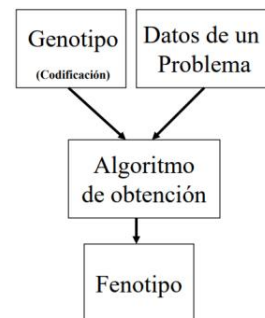 Genotipo
(Codificación)
Datos de un
Problema
Algoritmo
de obtención
Fenotipo